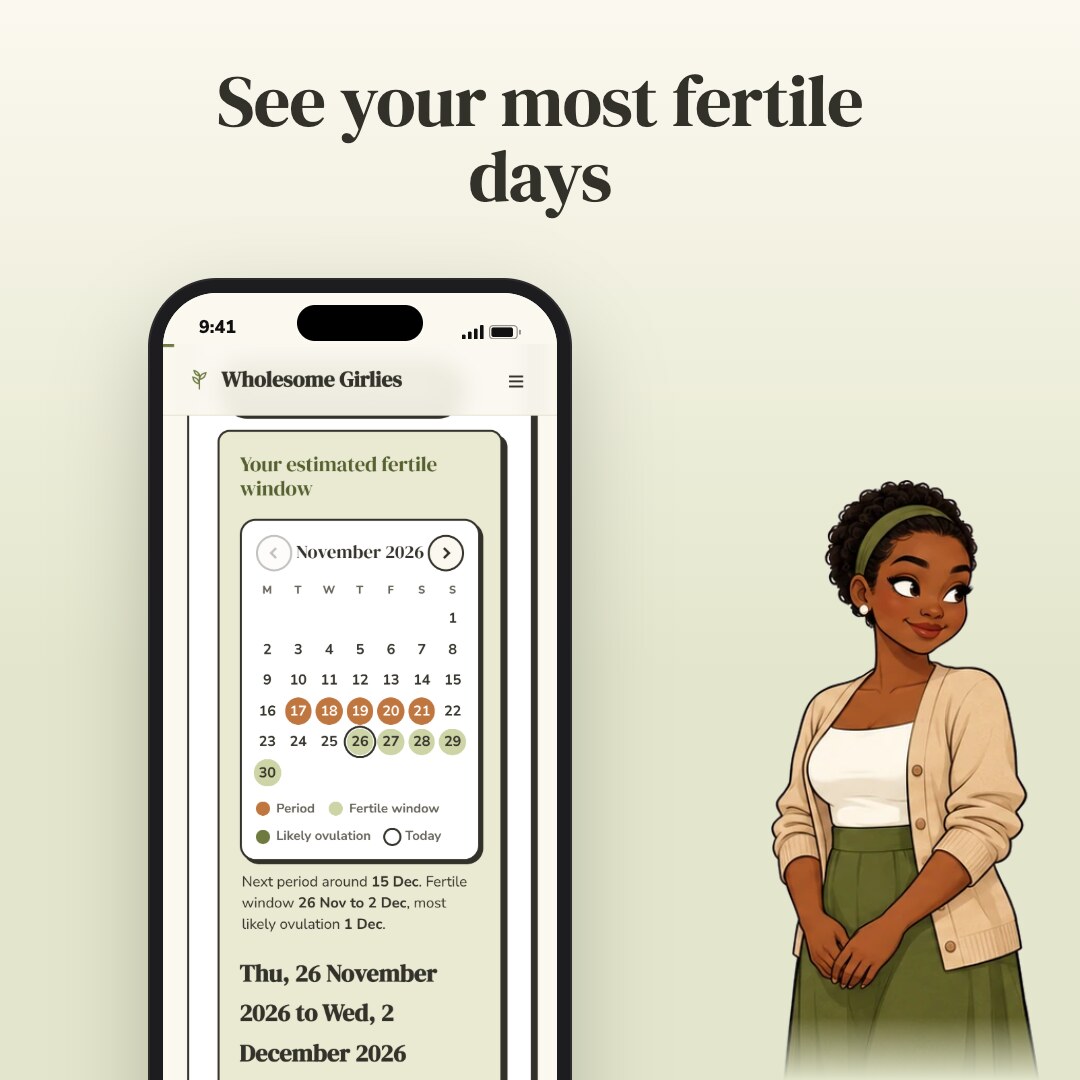 See your most fertile
days
9:41
Wholesome Girlies
Your estimated fertile
window
November 2026
M T W T F S S
1
2 3 4 5 6 7 8
9 10 11 12 13 14 15
16 17 18 19 20 21 22
23 24 25 26 27 28 29
30
Period Fertile window
Likely ovulation Today
Next period around 15 Dec. Fertile
window 26 Nov to 2 Dec, most
likely ovulation 1 Dec.
Thu, 26 November
2026 to Wed, 2
December 2026